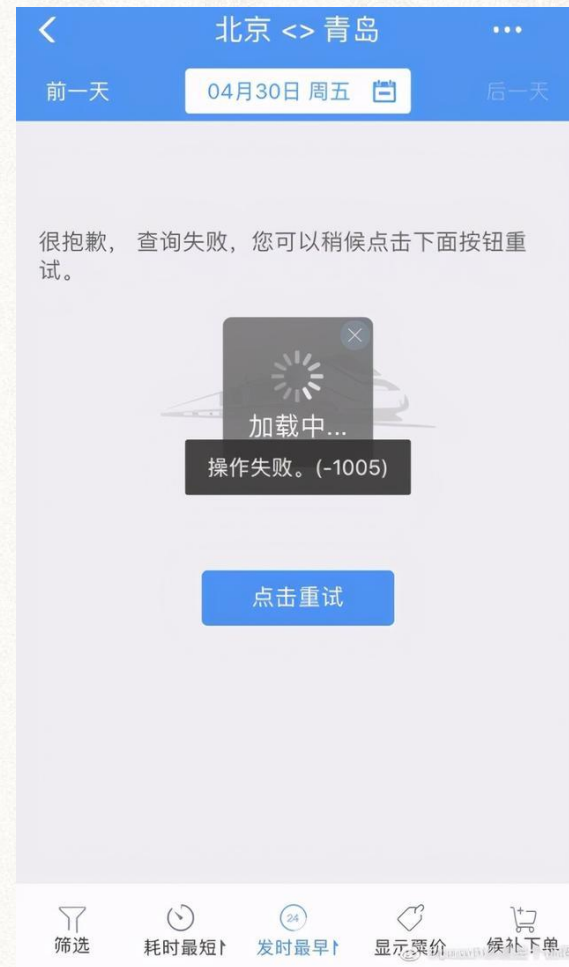 北京 <> 青岛
前一天
04月30日 周五
后一天
很抱歉， 查询失败，您可以稍候点击下面按钮重
试。
加载中...
操作失败。(-1005)
点击重试
24
筛选
耗时最短
发时最早
显示票价
候补下单